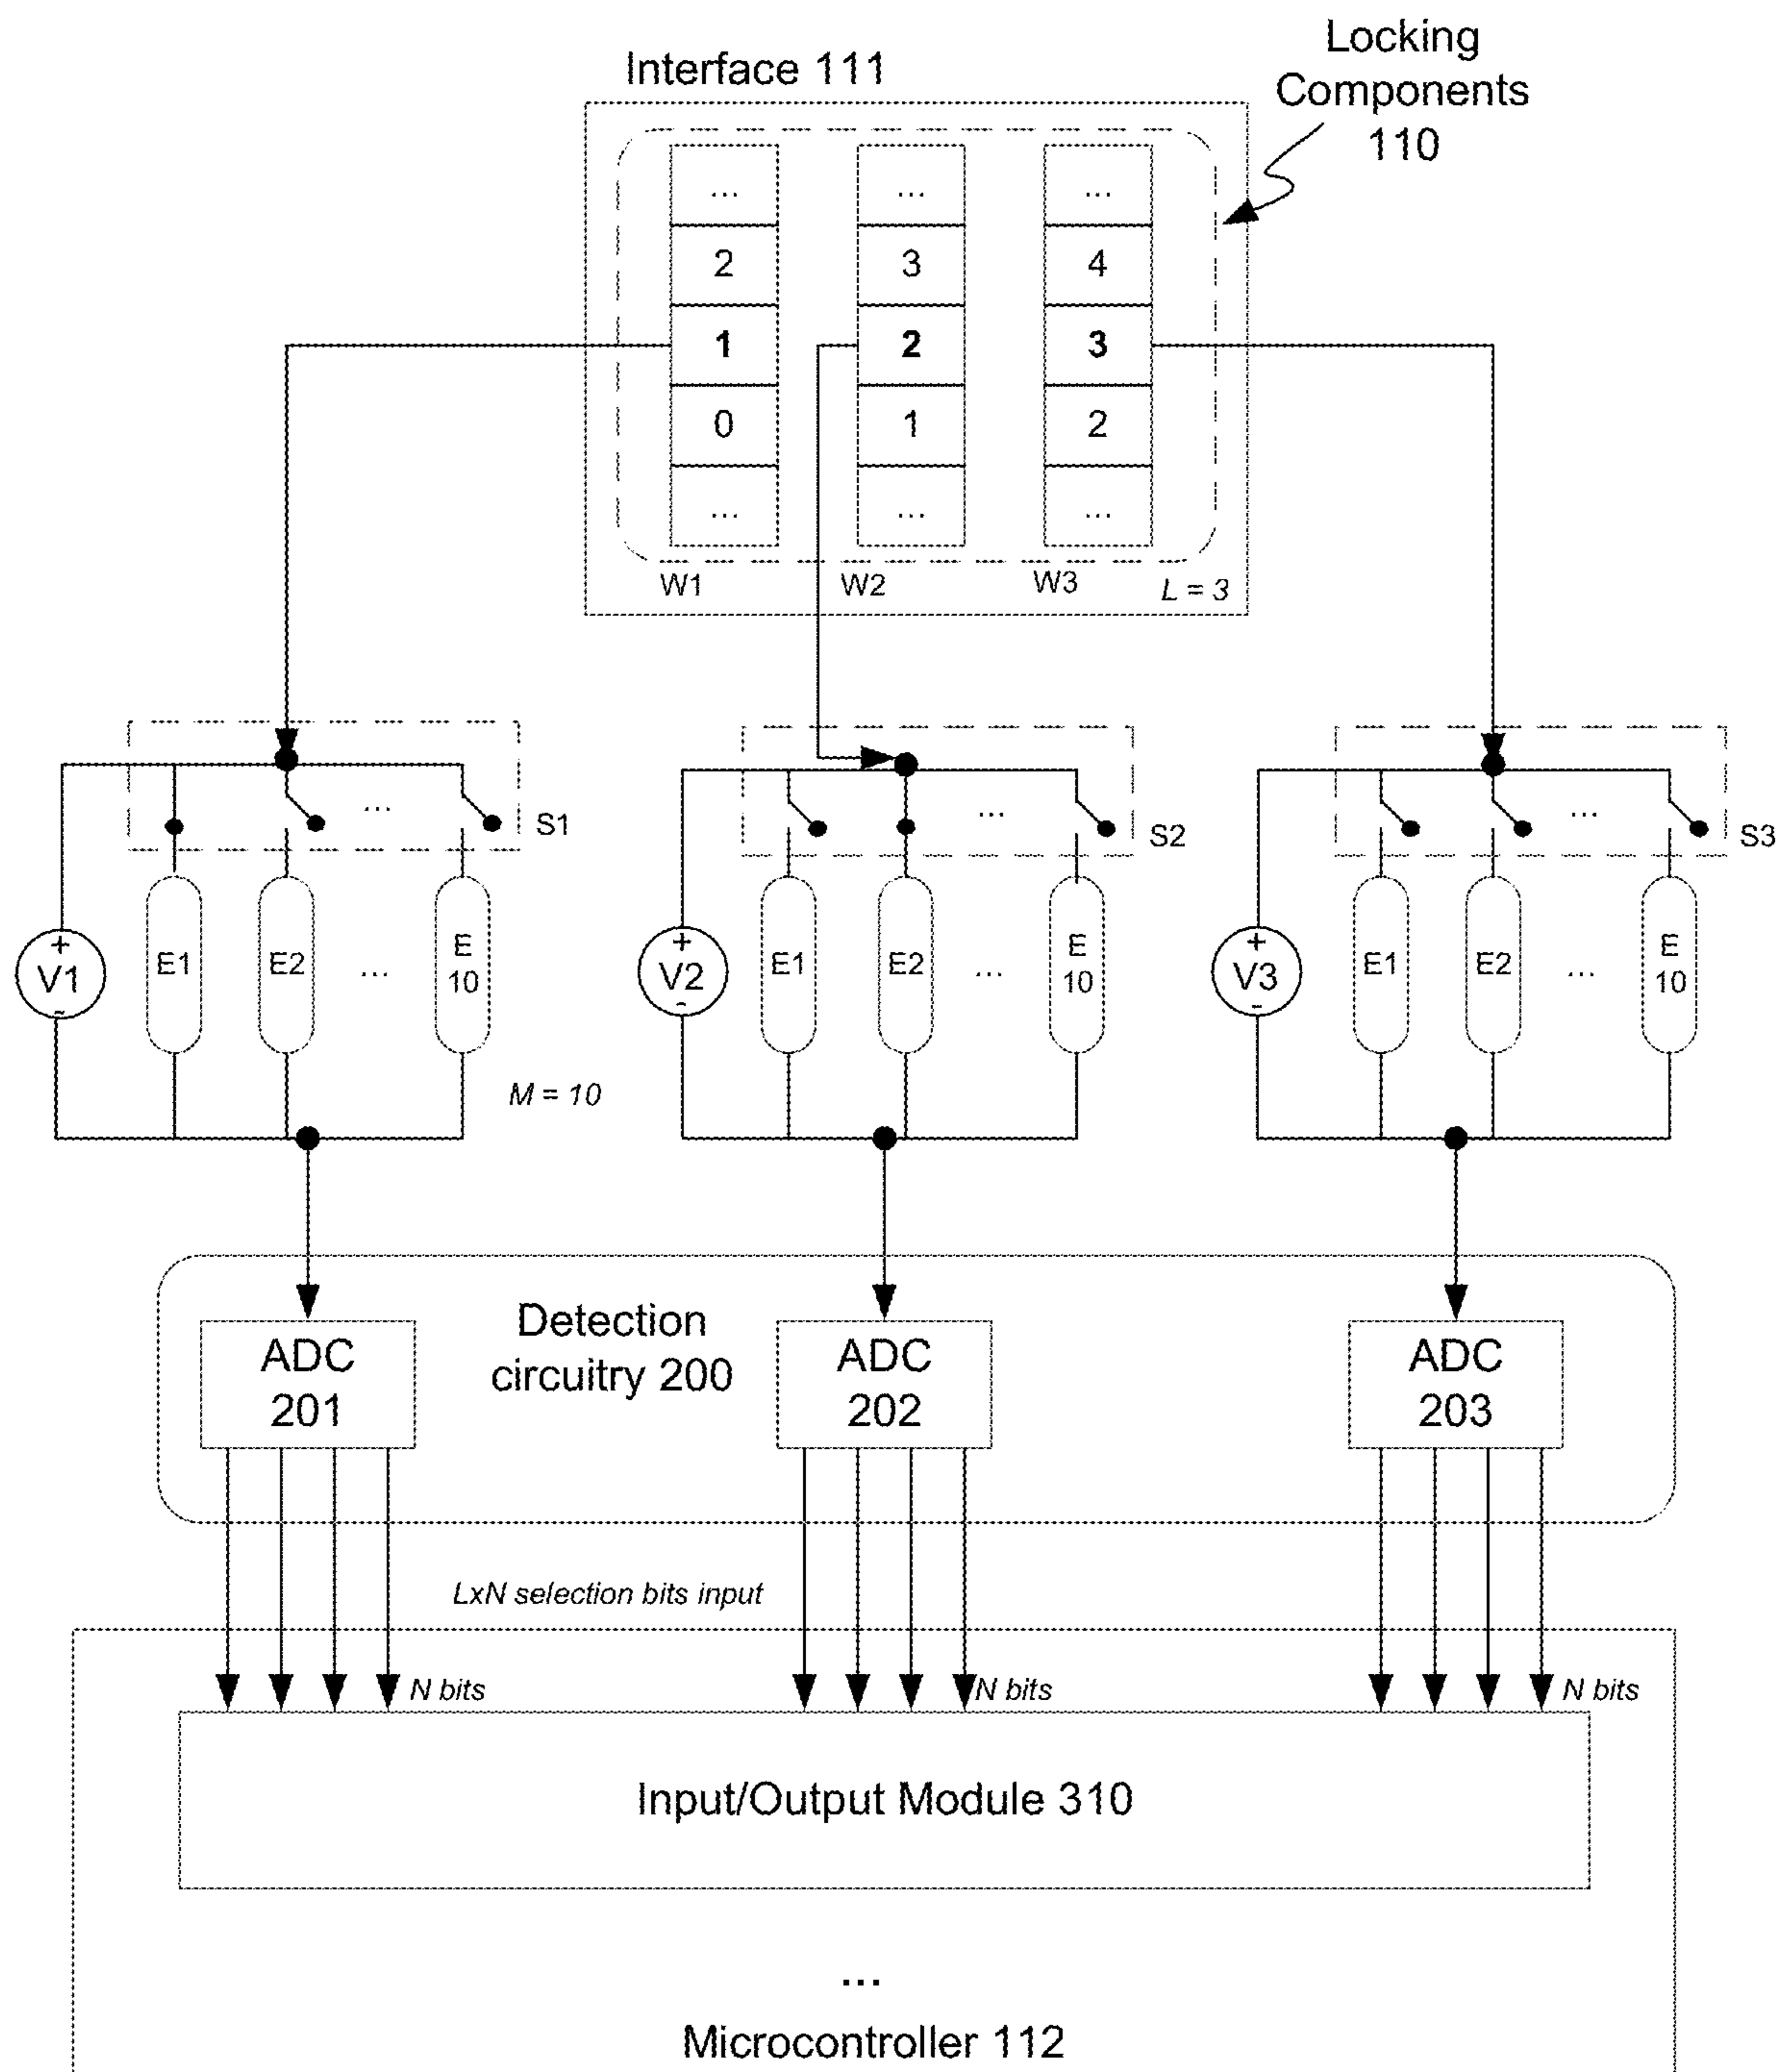 Interface 111
Locking
Components
110
... ... ...
2 3 4
1 2 3
0 1 2
... ... ...
W1 W2 W3 L = 3
... S1
... S2
... S3
+
V1
-
E1 E2 ... E
10
+
V2
-
E1 E2 ... E
10
+
V3
-
E1 E2 ... E
10
M = 10
Detection
circuitry 200
ADC
201
ADC
202
ADC
203
LxN selection bits input
N bits N bits N bits
Input/Output Module 310
...
Microcontroller 112